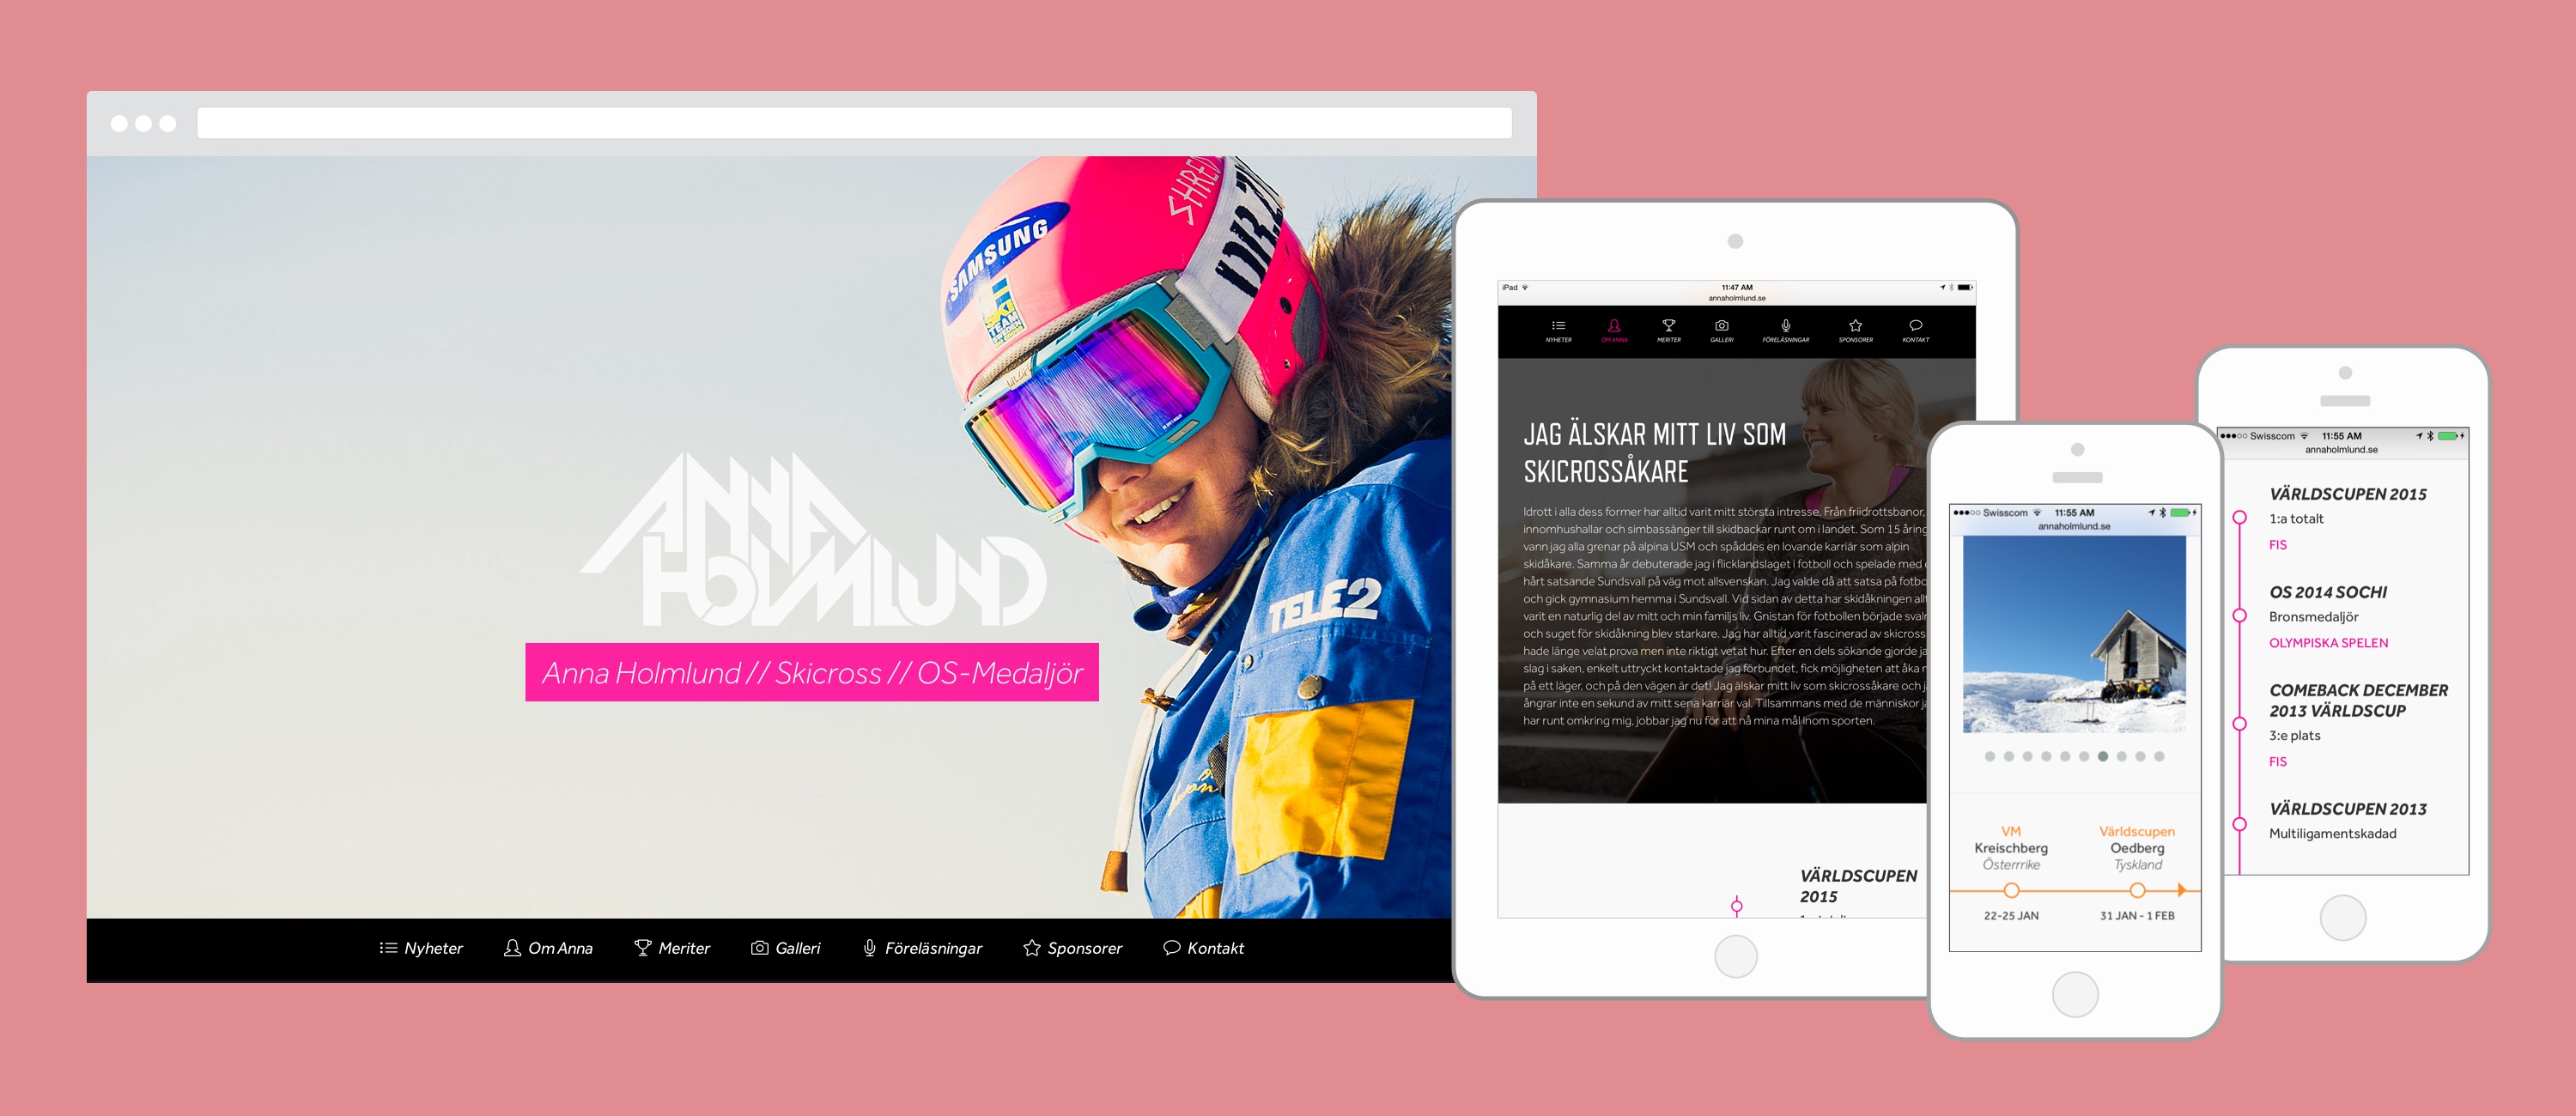 SHRED
SAMSUNG
SKI
TEAM
SWEDEN
ANNA
HOLMLUND
Anna Holmlund // Skicross // OS-Medaljör
TELE2
Nyheter
Om Anna
Meriter
Galleri
Föreläsningar
Sponsorer
Kontakt
iPad
11:47 AM
annaholmlund.se
NYHETER
OM ANNA
MERITER
GALLERI
FÖRELÄSNINGAR
SPONSORER
KONTAKT
JAG ÄLSKAR MITT LIV SOM
SKICROSSÅKARE
Idrott i alla dess former har alltid varit mitt största intresse. Från friidrottsbanor,
innomhushallar och simbassänger till skidbackar runt om i landet. Som 15 åring
vann jag alla grenar på alpina USM och spåddes en lovande karriär som alpin
skidåkare. Samma år debuterade jag i flicklandslaget i fotboll och spelade med
hårt satsande Sundsvall på väg mot allsvenskan. Jag valde då att satsa på
och gick gymnasium hemma i Sundsvall. Vid sidan av detta har skidåkningen
varit en naturlig del av mitt och min familjs liv. Gnistan för fotbollen började
och suget för skidåkning blev starkare. Jag har alltid varit fascinerad av skicross
hade länge velat prova men inte riktigt vetat hur. Efter en dels sökande gjorde
slag i saken, enkelt uttryckt kontaktade jag förbundet, fick möjligheten att åka
på ett läger, och på den vägen är det! Jag älskar mitt liv som skicrossåkare och
ångrar inte en sekund av mitt sena karriär val. Tillsammans med de människor
har runt omkring mig, jobbar jag nu för att nå mina mål inom sporten.
VÄRLDSCUPEN
2015
Swisscom 11:55 AM
annaholmlund.se
VM
Kreischberg
Österrrike
22-25 JAN
Världscupen
Oedberg
Tyskland
31 JAN - 1 FEB
Swisscom 11:55 AM
annaholmlund.se
VÄRLDSCUPEN 2015
1:a totalt
FIS
OS 2014 SOCHI
Bronsmedaljör
OLYMPISKA SPELEN
COMEBACK DECEMBER
2013 VÄRLDSCUP
3:e plats
FIS
VÄRLDSCUPEN 2013
Multiligamentskadad